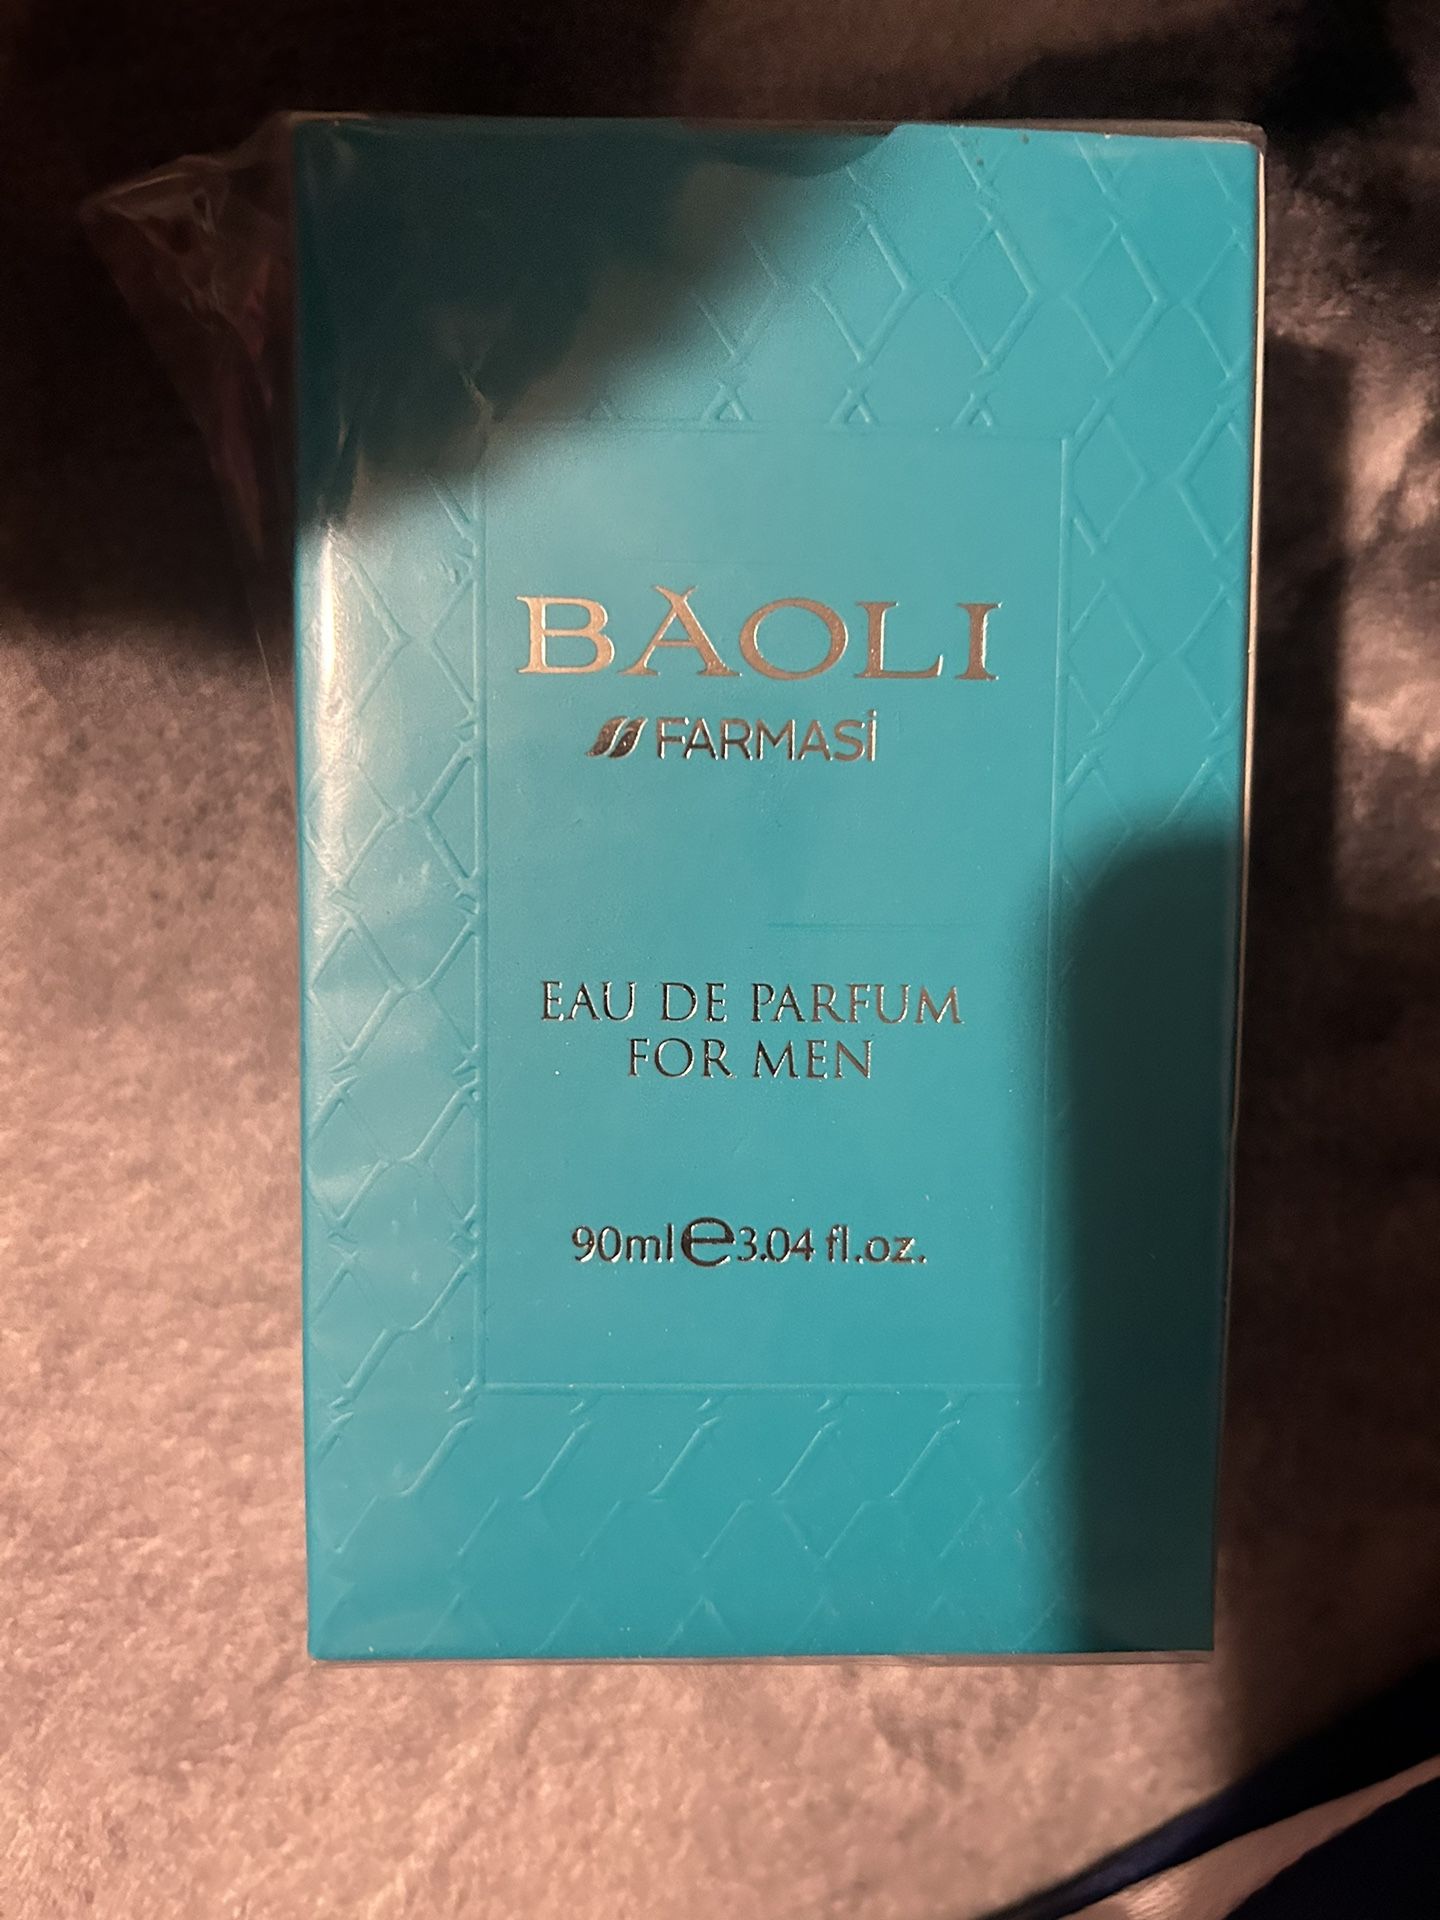 BAOLI
FARMASİ
EAU DE PARFUM
FOR MEN
90ml e 3.04 fl.oz.